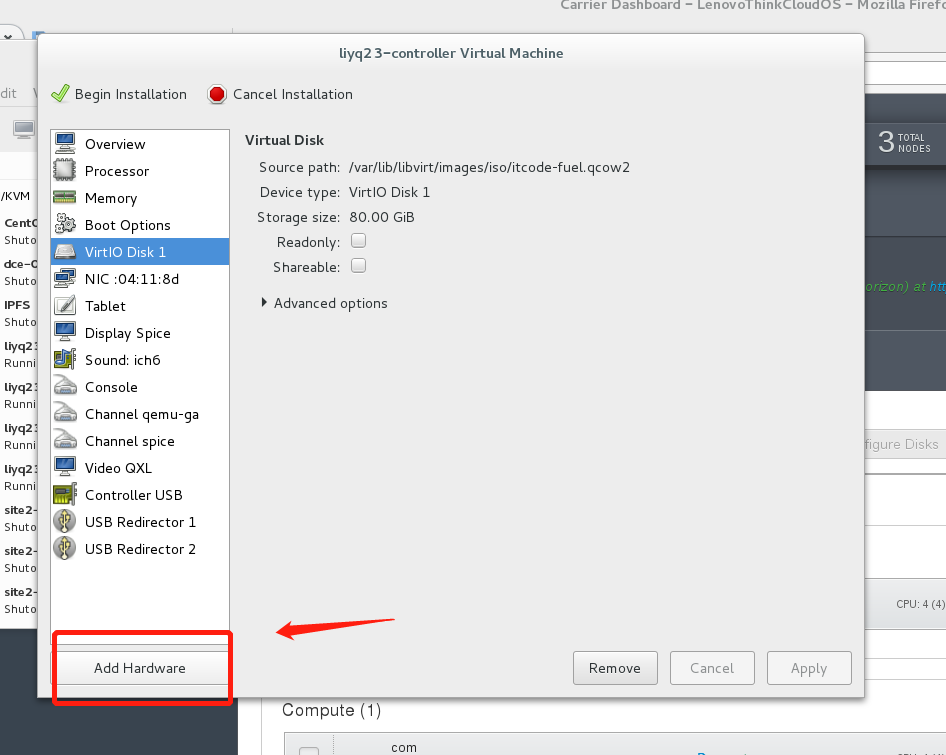 Carrier Dashboard – LenovoThinkCloudOS – Mozilla Firefo
liyq23-controller Virtual Machine
dit
Begin Installation
Cancel Installation
Overview
Processor
Memory
Boot Options
VirtIO Disk 1
NIC :04:11:8d
Tablet
Display Spice
Sound: ich6
Console
Channel qemu-ga
Channel spice
Video QXL
Controller USB
USB Redirector 1
USB Redirector 2
Add Hardware
Virtual Disk
Source path: /var/lib/libvirt/images/iso/itcode-fuel.qcow2
Device type: VirtIO Disk 1
Storage size: 80.00 GiB
Readonly:
Shareable:
Advanced options
Remove
Cancel
Apply
/KVM
CentO
Shuto
dce-0
Shuto
IPFS
Shuto
liyq23
Runni
liyq23
Runni
liyq23
Runni
liyq23
Runni
site2-
Shuto
site2-
Shuto
site2-
Shuto
3 TOTAL
NODES
orizon) at htt
figure Disks
CPU: 4 (4)
Compute (1)
com